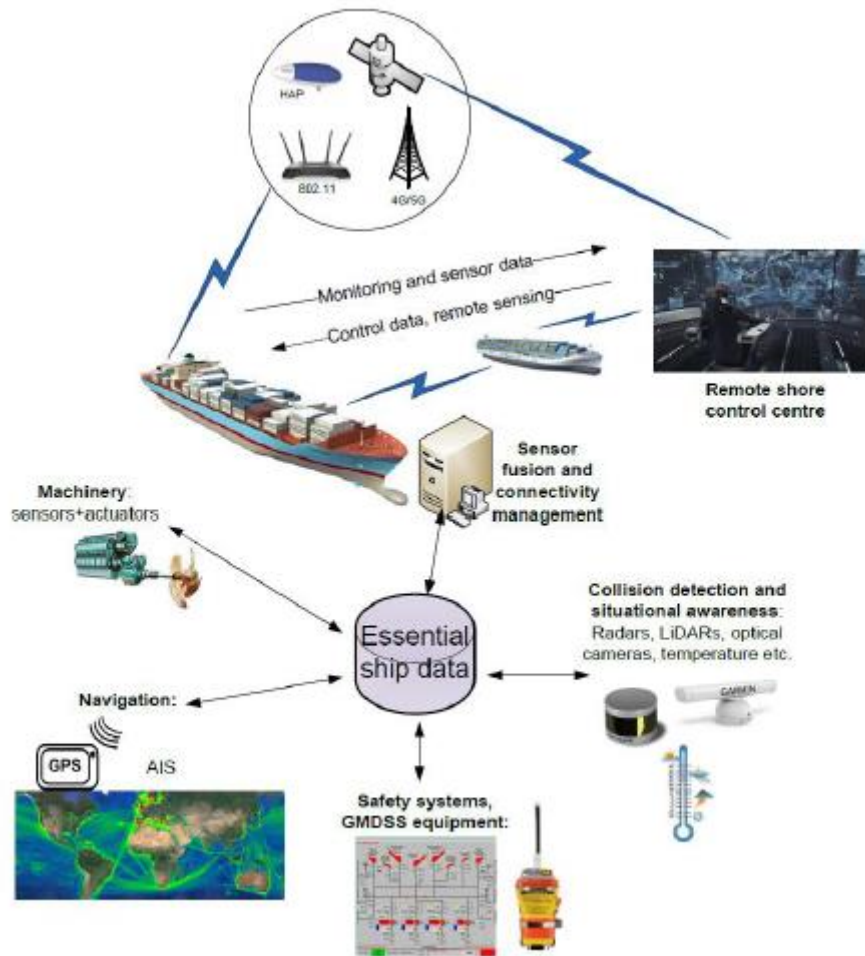 HAP
802.11
4G/5G
Monitoring and sensor data
Control data, remote sensing
Remote shore
control centre
Sensor
fusion and
connectivity
management
Machinery:
sensors+actuators
Essential
ship data
Collision detection and
situational awareness:
Radars, LiDARs, optical
cameras, temperature etc.
GARMIN
Navigation:
GPS
AIS
Safety systems,
GMDSS equipment: